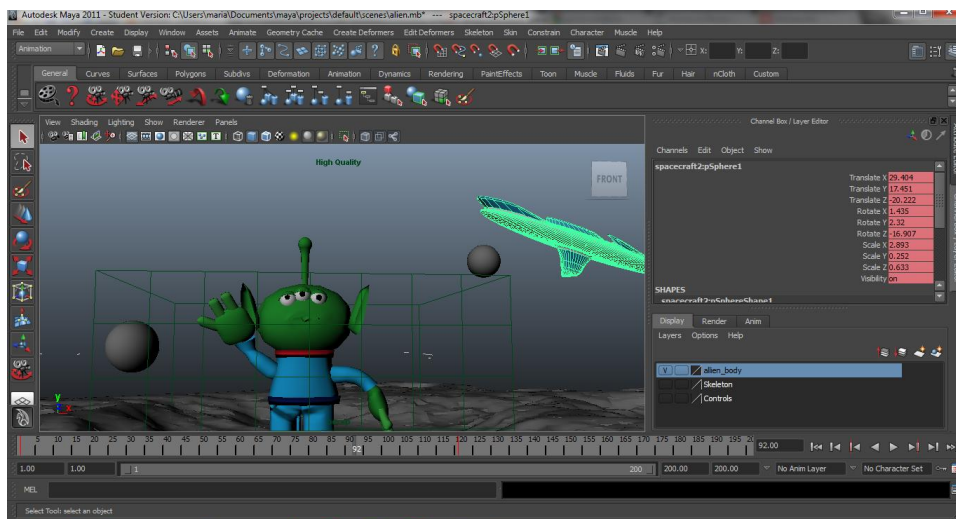 Autodesk Maya 2011 - Student Version: C:\Users\maria\Documents\maya\projects\default\scenes\alien.mb* --- spacecraft2:pSphere1
File Edit Modify Create Display Window Assets Animate Geometry Cache Create Deformers Edit Deformers Skeleton Skin Constrain Character Muscle Help
Animation X: Y: Z:
General Curves Surfaces Polygons Subdivs Deformation Animation Dynamics Rendering PaintEffects Toon Muscle Fluids Fur Hair nCloth Custom
View Shading Lighting Show Renderer Panels
High Quality
FRONT
y
Channel Box / Layer Editor
Channels Edit Object Show
spacecraft2:pSphere1
Translate X 29.404
Translate Y 17.451
Translate Z -20.222
Rotate X 1.435
Rotate Y 2.32
Rotate Z -16.907
Scale X 2.893
Scale Y 0.252
Scale Z 0.633
Visibility on
SHAPES
spacecraft2:pSphereShape1
Display Render Anim
Layers Options Help
V allien_body
Skeleton
Controls
5 10 15 20 25 30 35 40 45 50 55 60 65 70 75 80 85 90 95 100 105 110 115 120 125 130 135 140 145 150 155 160 165 170 175 180 185 190 195
92
92.00
1.00 1.00 1 200 200.00 200.00 No Anim Layer No Character Set
MEL
Select Tool: select an object